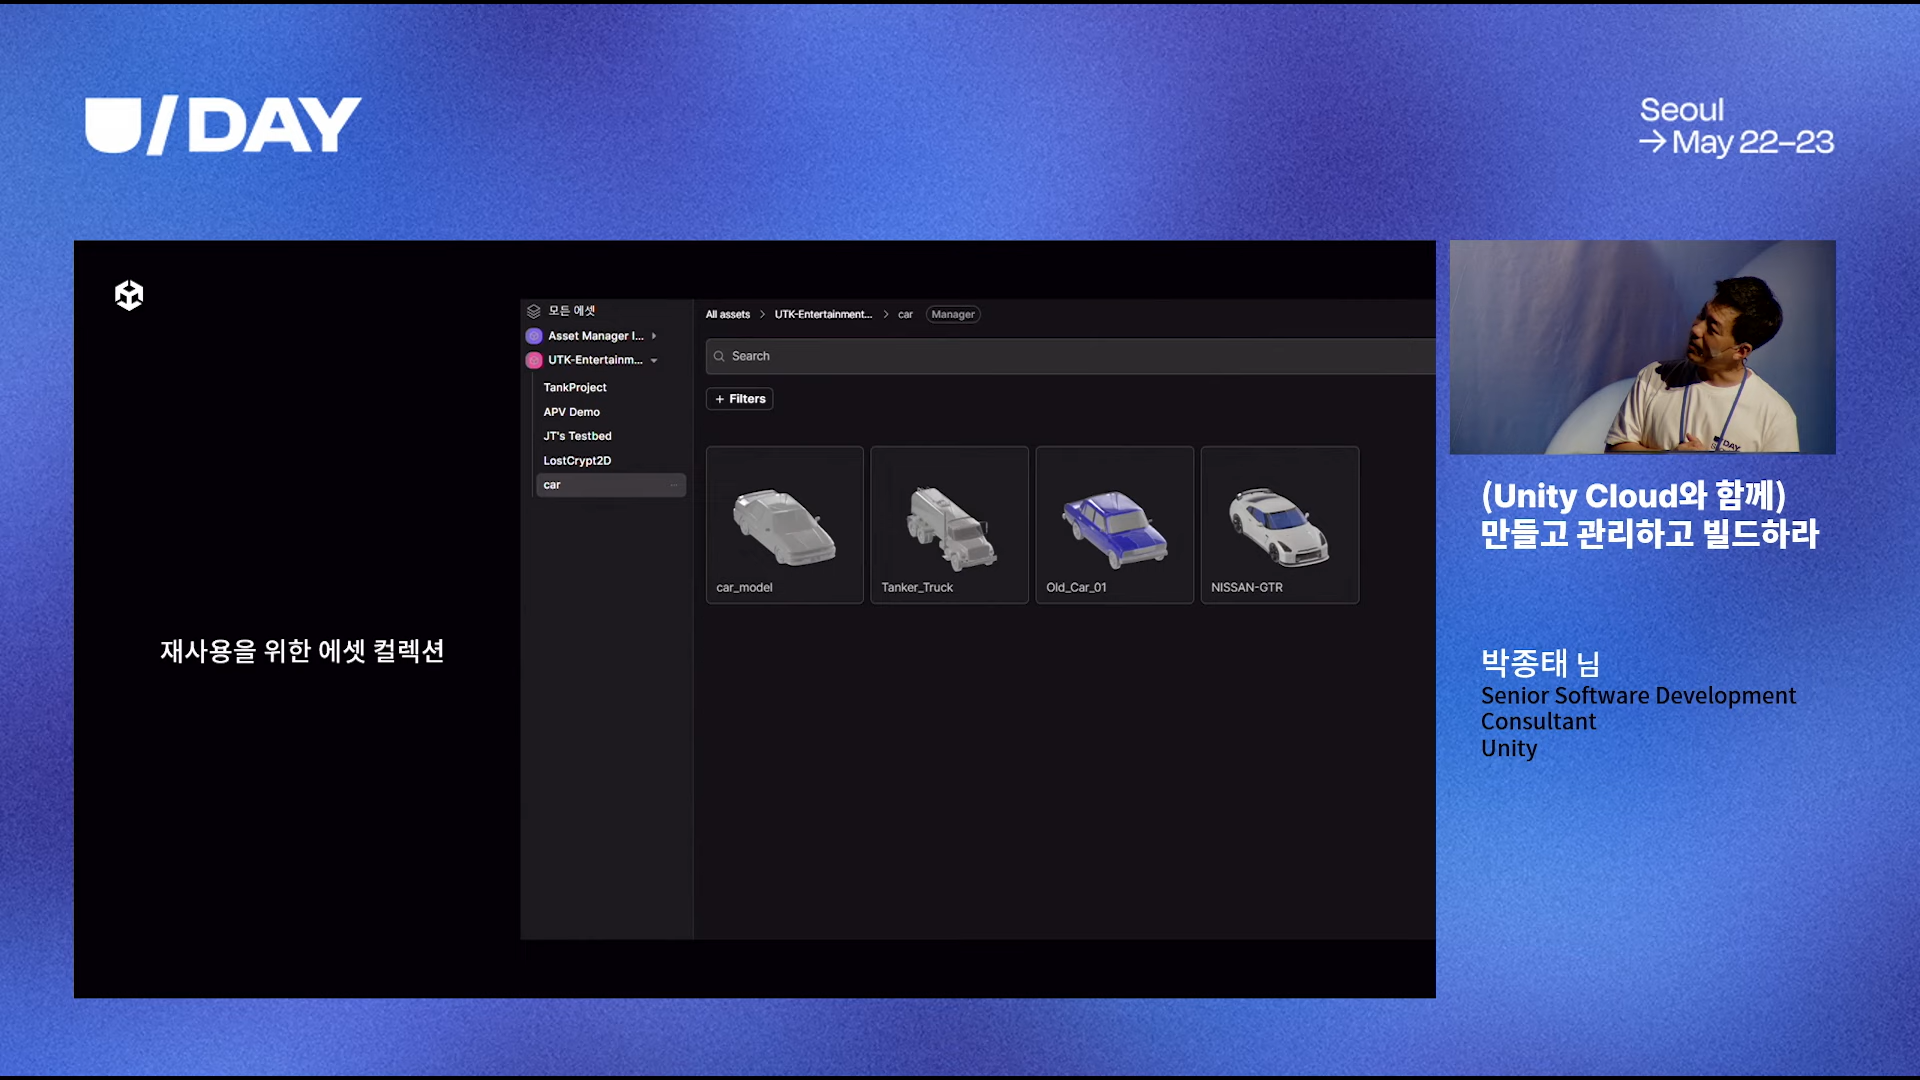 U/DAY
Seoul
→ May 22–23
모든 에셋
Asset Manager I...
UTK-Entertainm...
TankProject
APV Demo
JT's Testbed
LostCrypt2D
car
All assets > UTK-Entertainment... > car Manager
Search
+ Filters
car_model
Tanker_Truck
Old_Car_01
NISSAN-GTR
재사용을 위한 에셋 컬렉션
DAY
(Unity Cloud와 함께)
만들고 관리하고 빌드하라
박종태 님
Senior Software Development
Consultant
Unity